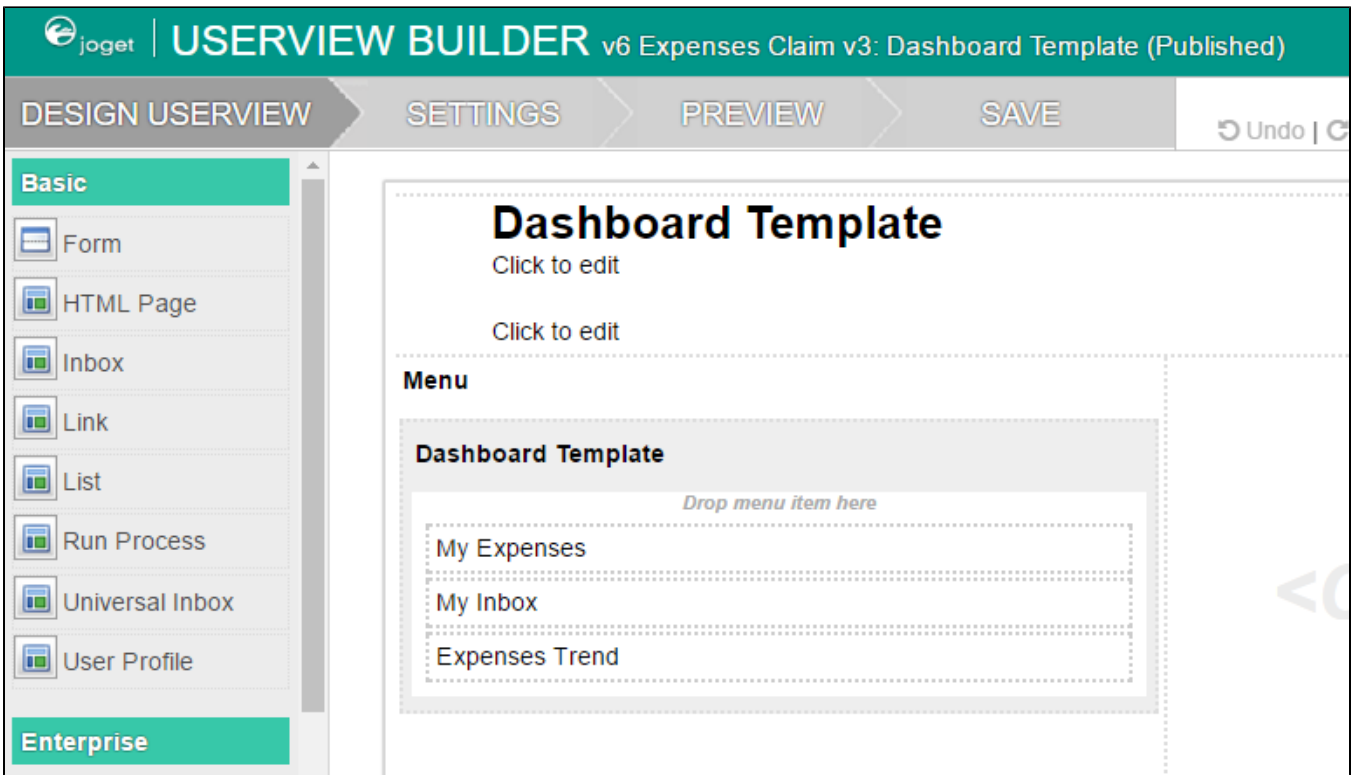 joget | USERVIEW BUILDER v6 Expenses Claim v3: Dashboard Template (Published)
DESIGN USERVIEW SETTINGS PREVIEW SAVE Undo |
Basic
Form
HTML Page
Inbox
Link
List
Run Process
Universal Inbox
User Profile
Enterprise
Dashboard Template
Click to edit
Click to edit
Menu
Dashboard Template
Drop menu item here
My Expenses
My Inbox
Expenses Trend